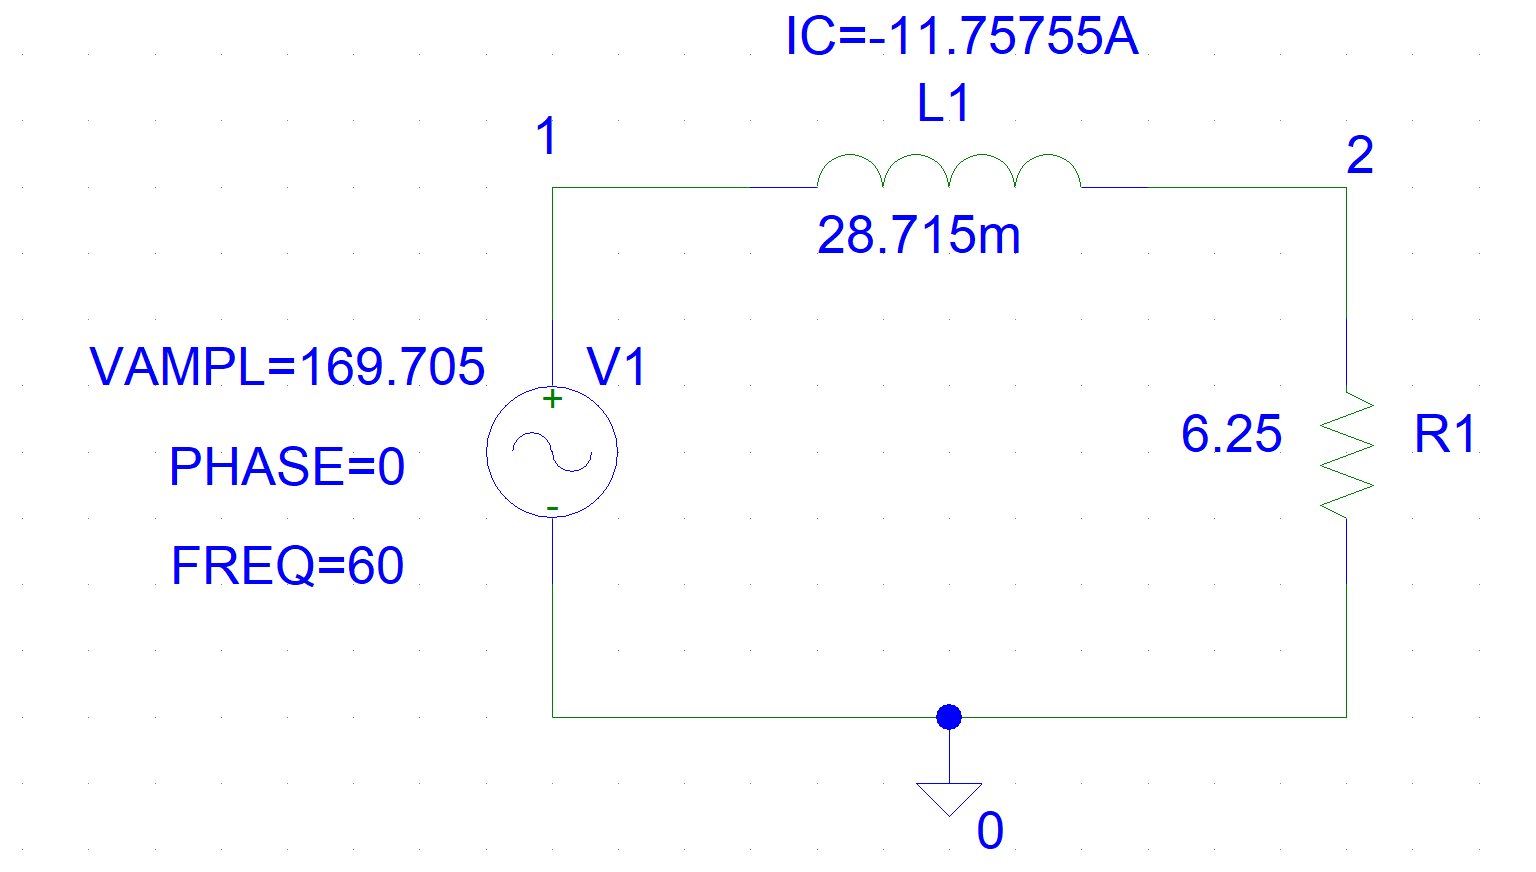 IC=-11.75755A
L1
1
2
28.715m
VAMPL=169.705
V1
+
6.25
R1
PHASE=0
-
FREQ=60
0